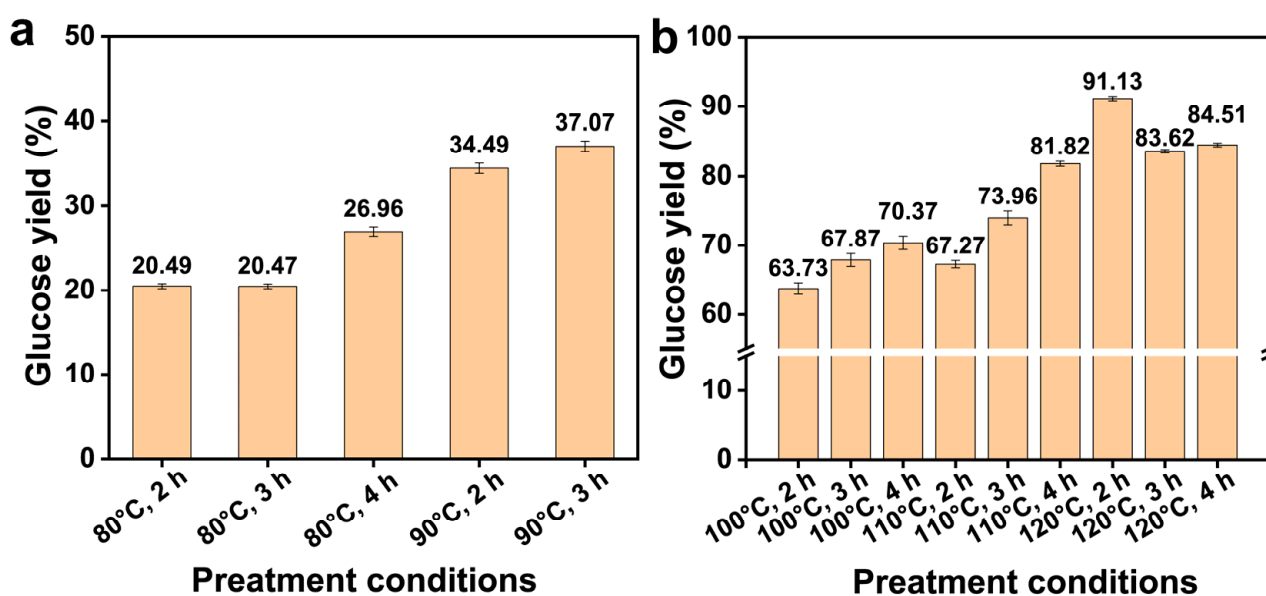 a
50
40
30
20
10
0
Glucose yield (%)
20.49
20.47
26.96
34.49
37.07
80°C, 2 h
80°C, 3 h
80°C, 4 h
90°C, 2 h
90°C, 3 h
Preatment conditions
b
100
90
80
70
60
10
0
Glucose yield (%)
63.73
67.87
70.37
67.27
73.96
81.82
91.13
83.62
84.51
100°C, 2 h
100°C, 3 h
100°C, 4 h
110°C, 2 h
110°C, 3 h
110°C, 4 h
120°C, 2 h
120°C, 3 h
120°C, 4 h
Preatment conditions